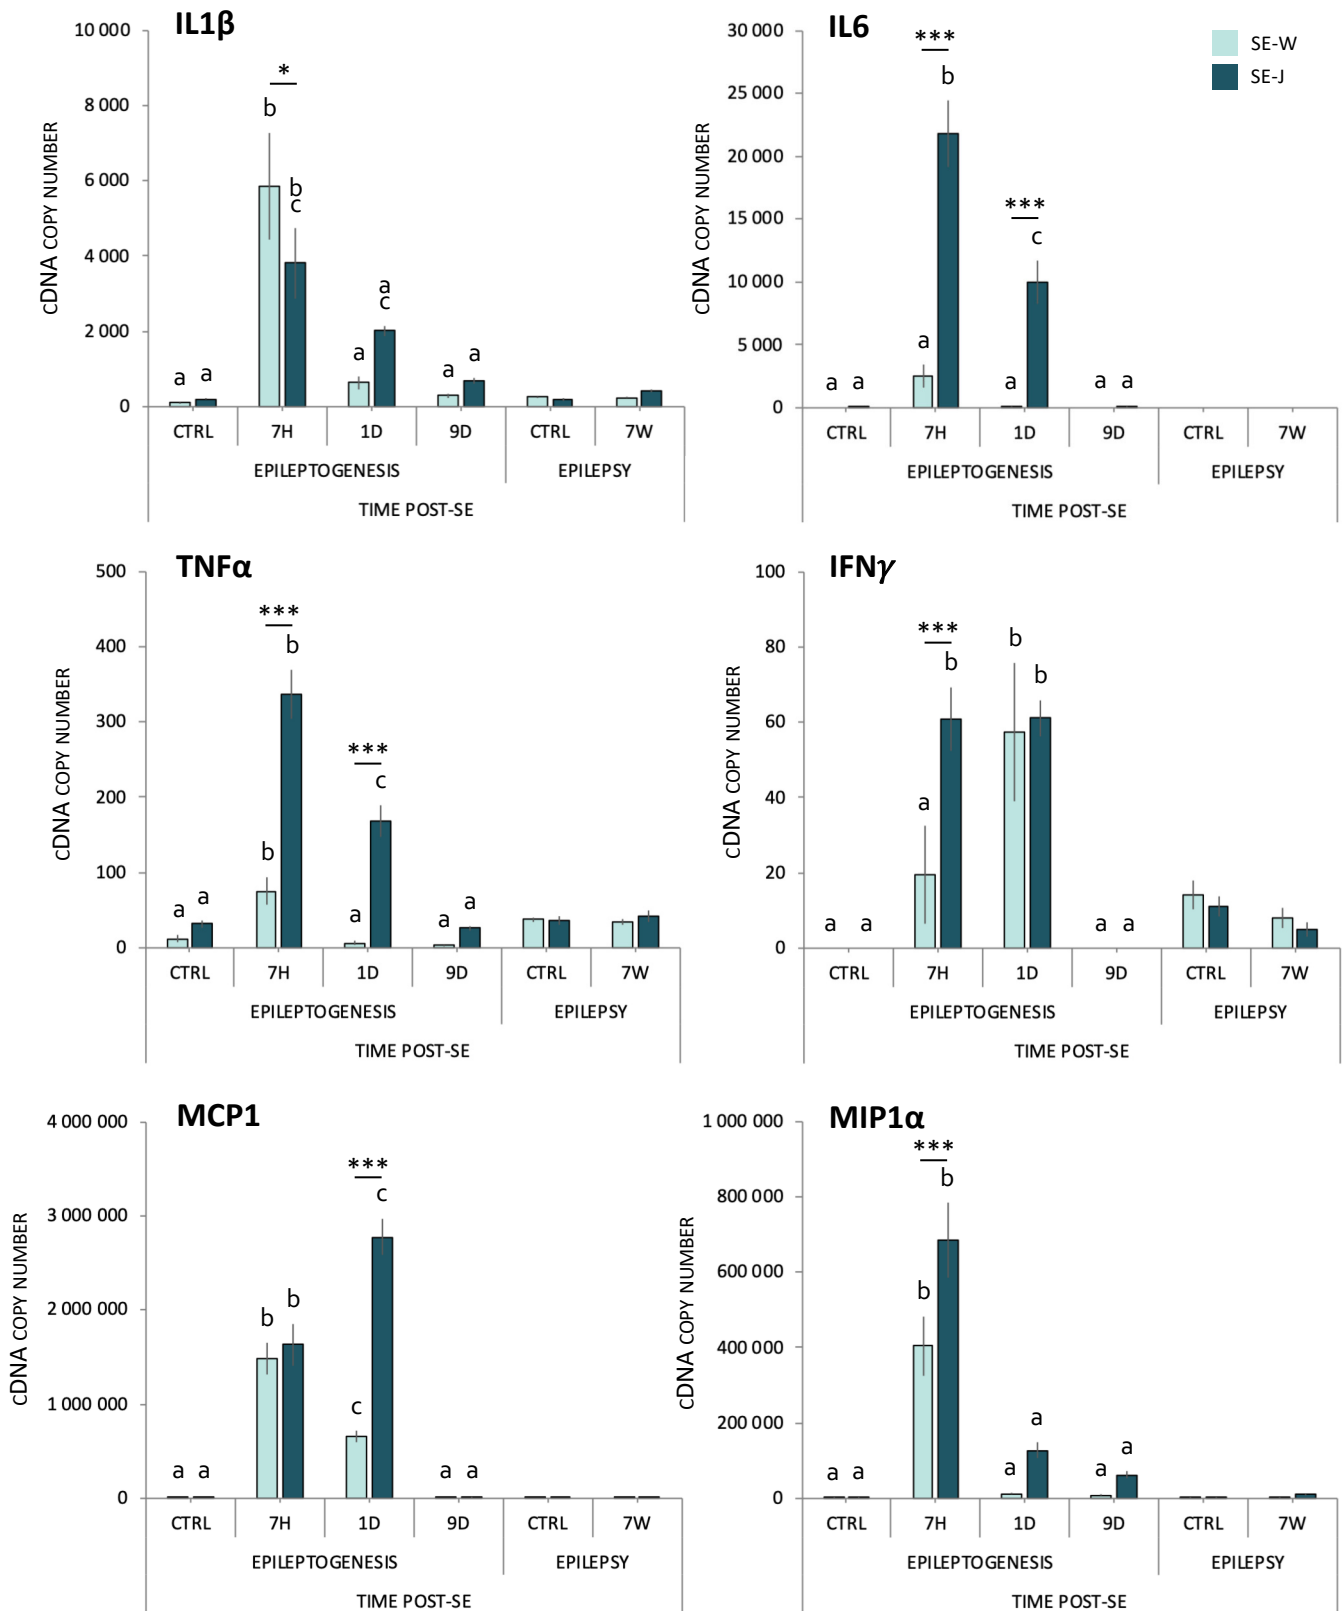 IL1β
10 000
8 000
6 000
4 000
2 000
0
cDNA COPY NUMBER
*
b
b
c
a
c
a a a a a
CTRL 7H 1D 9D CTRL 7W
EPILEPTOGENESIS EPILEPSY
TIME POST-SE
IL6
30 000
25 000
20 000
15 000
10 000
5 000
0
cDNA COPY NUMBER
SE-W
SE-J
***
b
***
c
a a a a a a
CTRL 7H 1D 9D CTRL 7W
EPILEPTOGENESIS EPILEPSY
TIME POST-SE
TNFα
500
400
300
200
100
0
cDNA COPY NUMBER
***
b
***
c
b
a a a a a
CTRL 7H 1D 9D CTRL 7W
EPILEPTOGENESIS EPILEPSY
TIME POST-SE
IFNγ
100
80
60
40
20
0
cDNA COPY NUMBER
***
b b b
a
a a a a
CTRL 7H 1D 9D CTRL 7W
EPILEPTOGENESIS EPILEPSY
TIME POST-SE
MCP1
4 000 000
3 000 000
2 000 000
1 000 000
0
cDNA COPY NUMBER
***
c
b b
c
a a a a
CTRL 7H 1D 9D CTRL 7W
EPILEPTOGENESIS EPILEPSY
TIME POST-SE
MIP1α
1 000 000
800 000
600 000
400 000
200 000
0
cDNA COPY NUMBER
***
b
b
a a a a a a
CTRL 7H 1D 9D CTRL 7W
EPILEPTOGENESIS EPILEPSY
TIME POST-SE